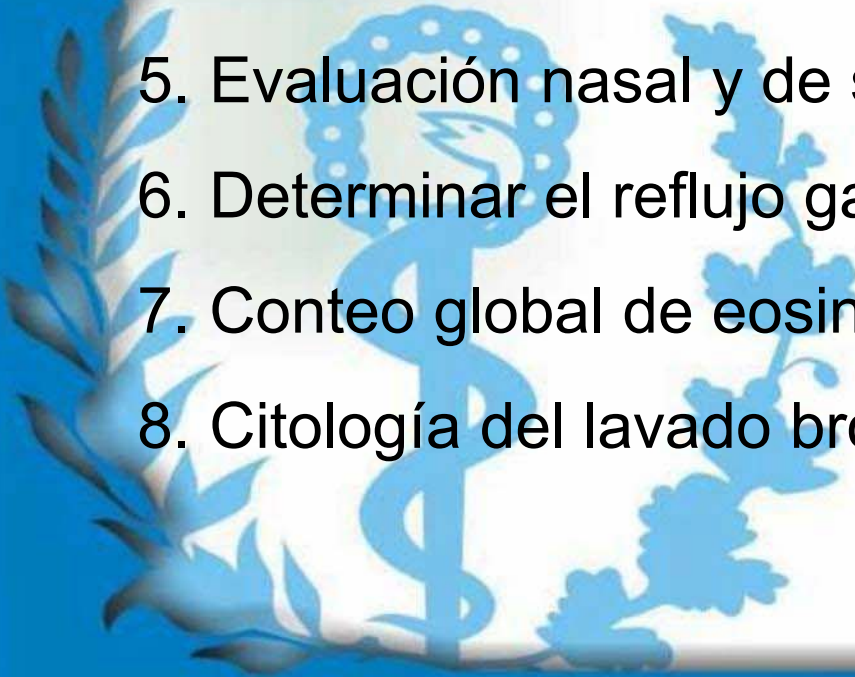 5. Evaluación nasal y de
6. Determinar el reflujo
7. Conteo global de
8. Citología del lavado